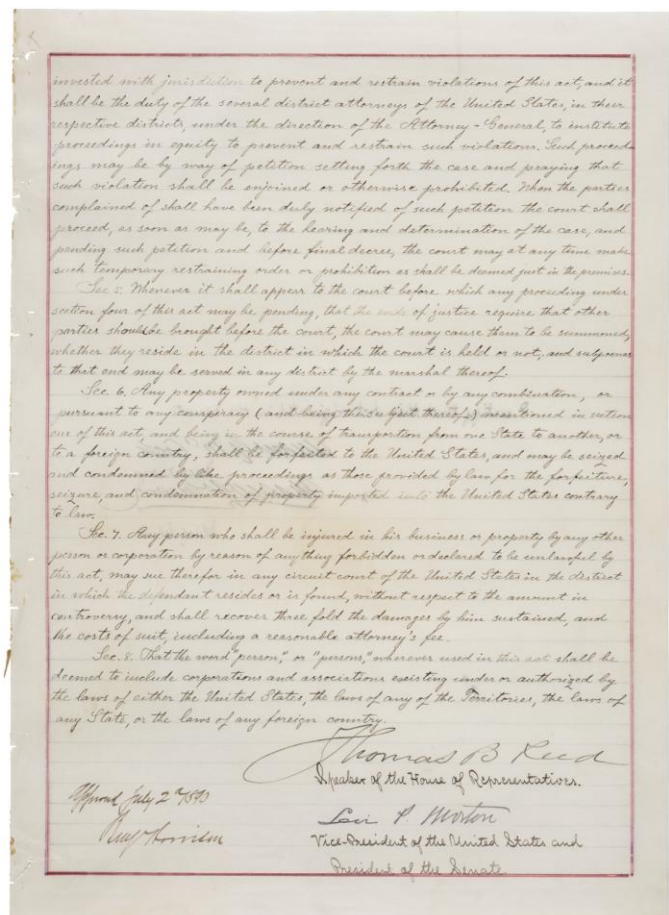 invested with jurisdiction to prevent and restrain violations of this act, and it
shall be the duty of the several district attorneys of the United States, in their
respective districts, under the direction of the Attorney-General, to institute
proceedings in equity to prevent and restrain such violations. Such proceed-
ings may be by way of petition setting forth the case and praying that
such violation shall be enjoined or otherwise prohibited. When the parties
complained of shall have been duly notified of such petition the court shall
proceed, as soon as may be, to the hearing and determination of the case, and
pending such petition and before final decree, the court may at any time make
such temporary restraining order or prohibition as shall be deemed just in the premises.
Sec. 5. Whenever it shall appear to the court before which any proceeding under
section four of this act may be pending, that the ends of justice require that other
parties should be brought before the court, the court may cause them to be summoned,
whether they reside in the district in which the court is held or not; and subpoenas
to that end may be served in any district by the marshal thereof.
Sec. 6. Any property owned under any contract or by any combination, or
pursuant to any conspiracy (and being the subject thereof) mentioned in section
one of this act, and being in the course of transportion from one State to another, or
to a foreign country, shall be forfeited to the United States, and may be seized
and condemned by like proceedings as those provided by law for the forfeiture,
seizure, and condemnation of property imported into the United States contrary
to law.
Sec. 7. Any person who shall be injured in his business or property by any other
person or corporation by reason of anything forbidden or declared to be unlawful by
this act, may sue therefor in any circuit court of the United States in the district
in which the defendant resides or is found, without respect to the amount in
controversy, and shall recover three fold the damages by him sustained, and
the costs of suit, including a reasonable attorney's fee.
Sec. 8. That the word "person," or "persons," wherever used in this act shall be
deemed to include corporations and associations existing under or authorized by
the laws of either the United States, the laws of any of the Territories, the laws of
any State, or the laws of any foreign country.
Thomas B Reed
Speaker of the House of Representatives.
Approved July 2d 1890
Benj Harrison
Levi P. Morton
Vice-President of the United States and
President of the Senate